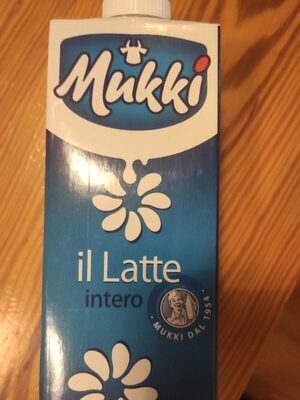 Mukki
il Latte
intero
MUKKI DAL 1954